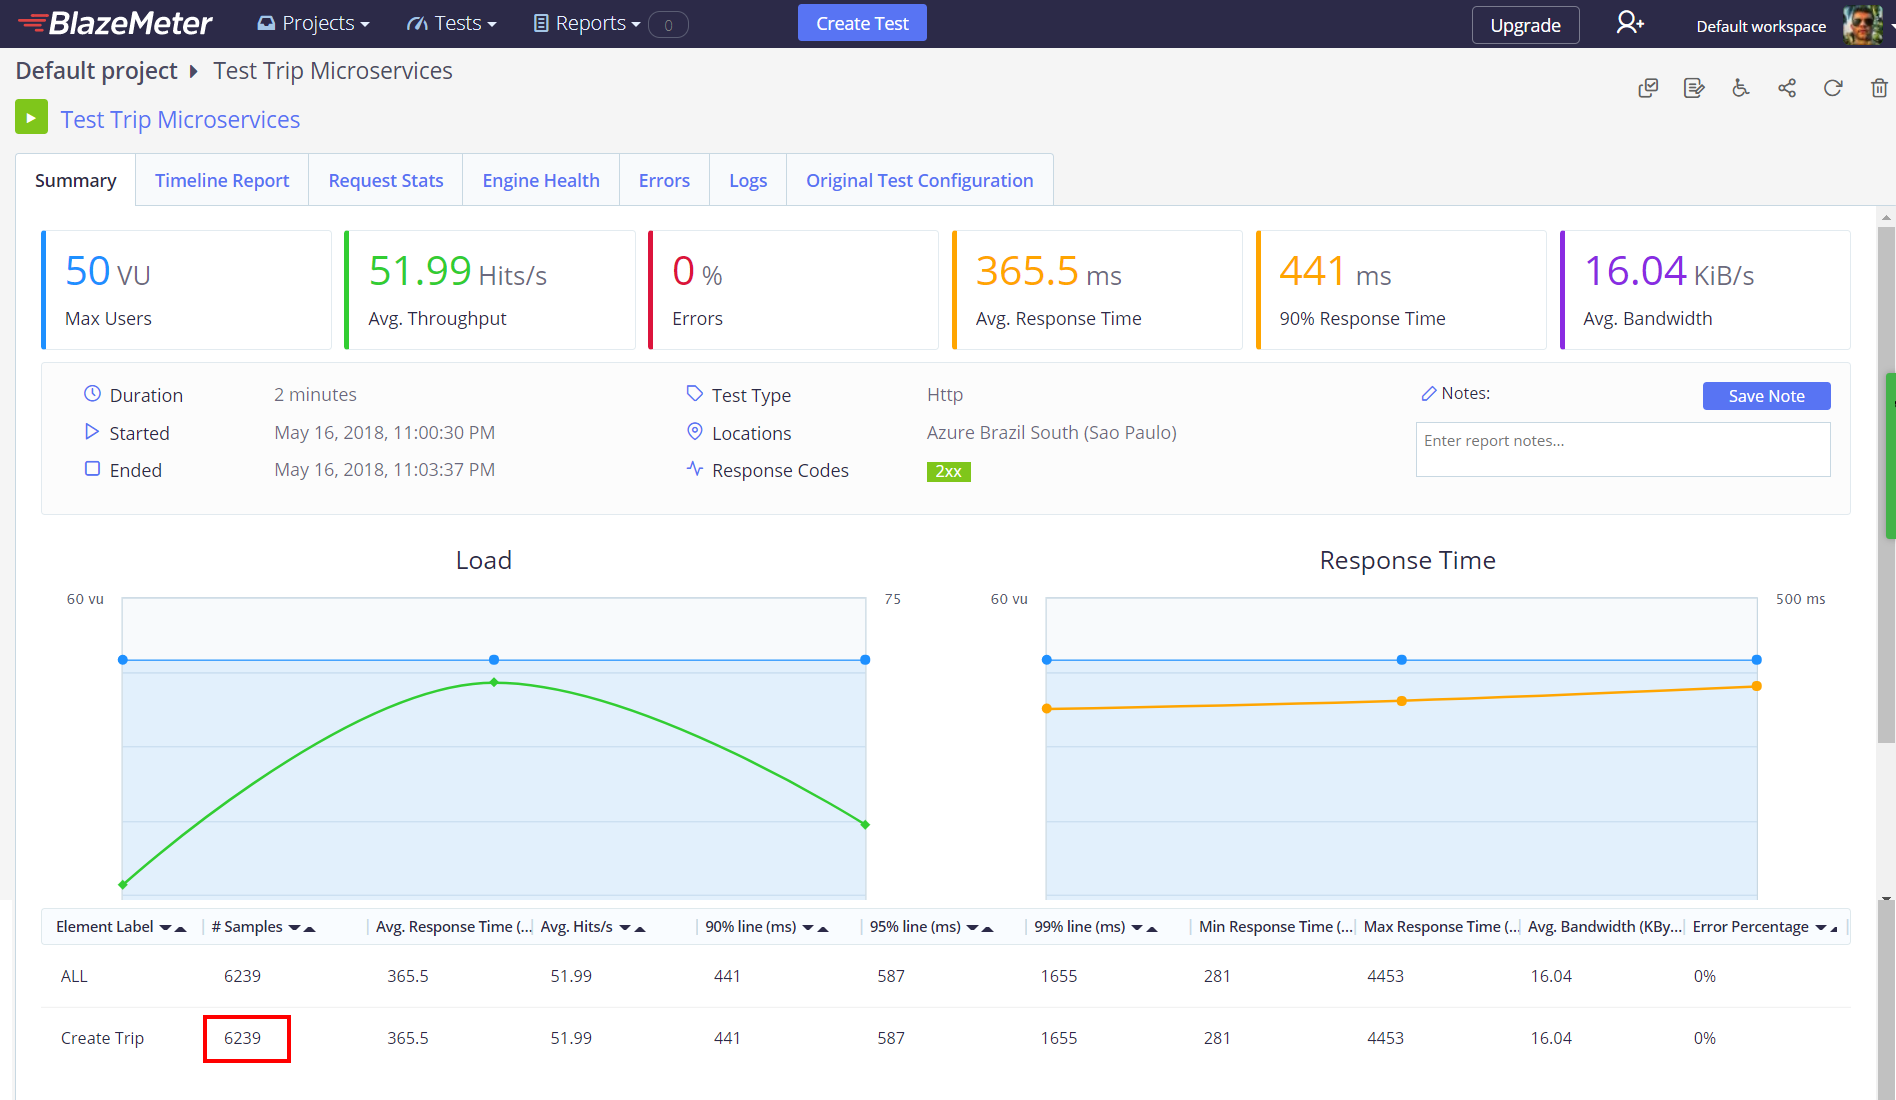 BlazeMeter Projects Tests Reports 0 Create Test Upgrade Default workspace
Default project Test Trip Microservices
Test Trip Microservices
Summary Timeline Report Request Stats Engine Health Errors Logs Original Test Configuration
50 VU 51.99 Hits/s 0 % 365.5 ms 441 ms 16.04 KiB/s
Max Users Avg. Throughput Errors Avg. Response Time 90% Response Time Avg. Bandwidth
Duration 2 minutes Test Type Http Notes: Save Note
Started May 16, 2018, 11:00:30 PM Locations Azure Brazil South (Sao Paulo) Enter report notes...
Ended May 16, 2018, 11:03:37 PM Response Codes 2xx
Load Response Time
60 vu 75 60 vu 500 ms
Element Label # Samples Avg. Response Time (... Avg. Hits/s 90% line (ms) 95% line (ms) 99% line (ms) Min Response Time (... Max Response Time (... Avg. Bandwidth (KBy... Error Percentage
ALL 6239 365.5 51.99 441 587 1655 281 4453 16.04 0%
Create Trip 6239 365.5 51.99 441 587 1655 281 4453 16.04 0%